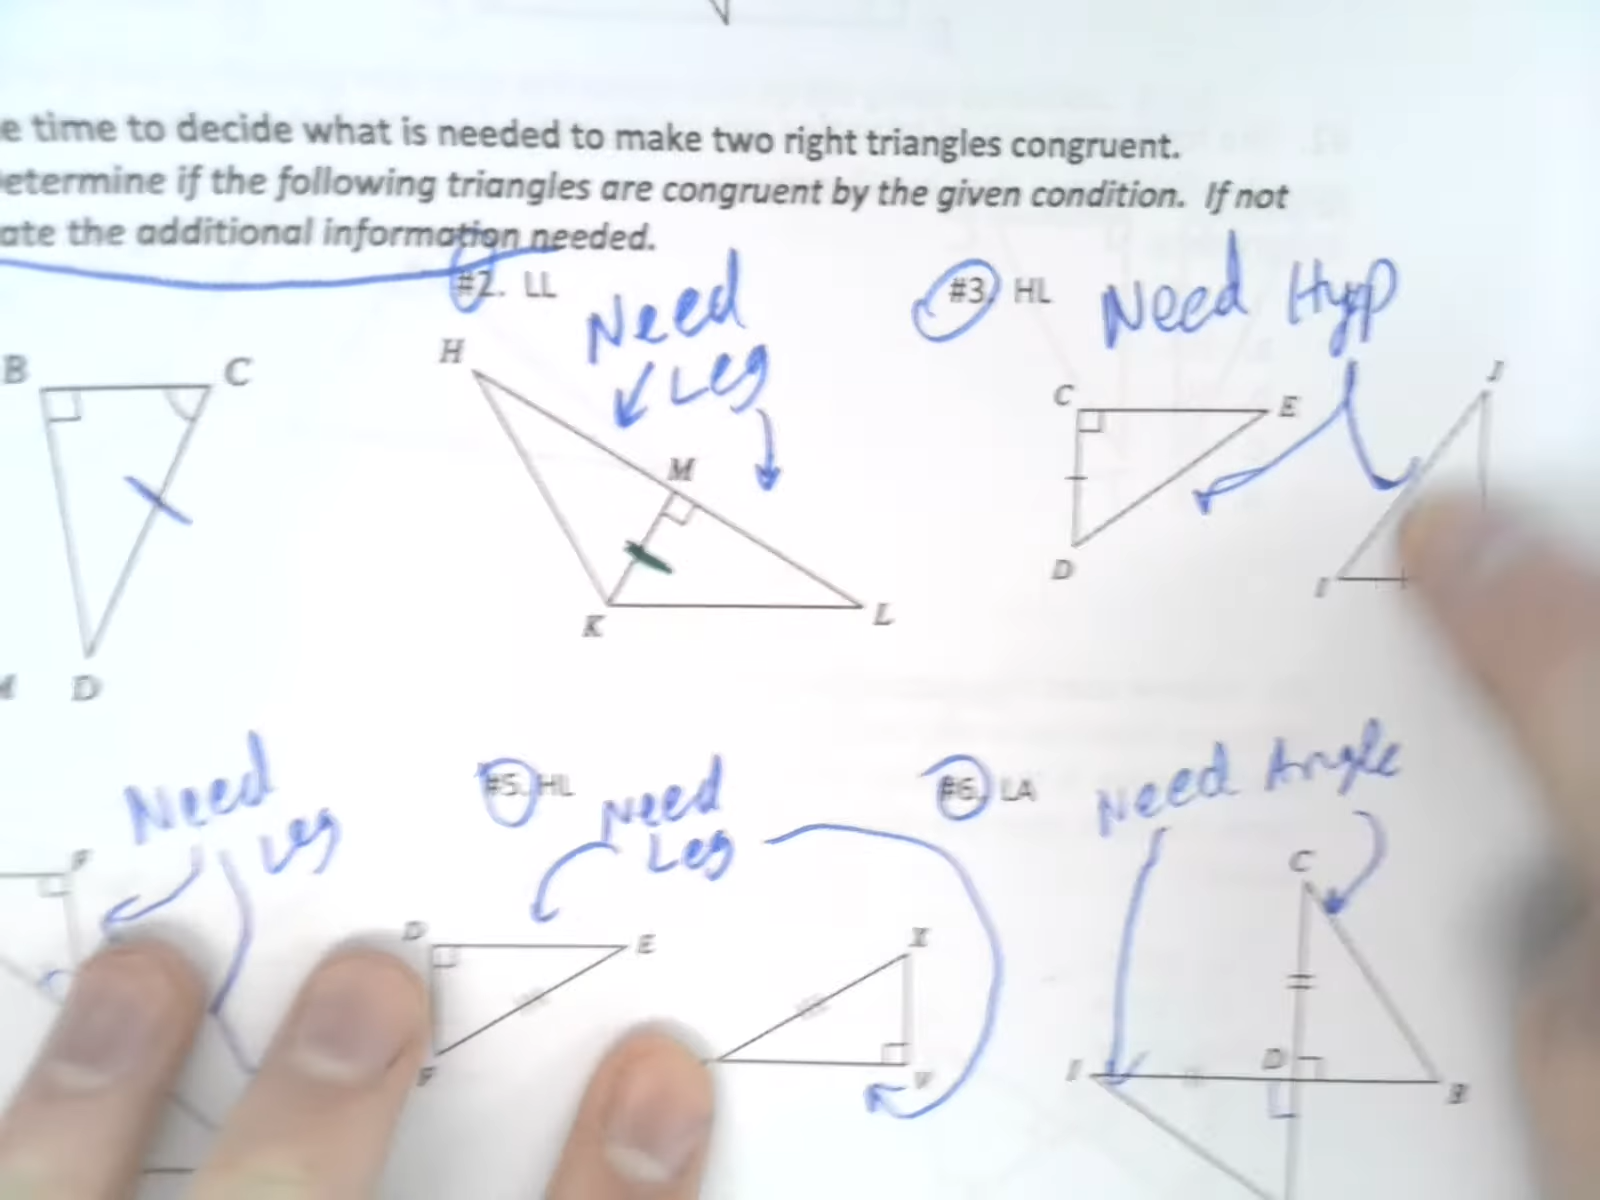 e time to decide what is needed to make two right triangles congruent.
etermine if the following triangles are congruent by the given condition. If not
ate the additional information needed.
#2. LL
Need
Leg
#3. HL
Need Hyp
B
C
D
H
M
K
L
C
E
D
J
I
Need
Leg
#5. HL
Need
Leg
#6. LA
Need Angle
F
D
E
F
X
V
C
I
D
B